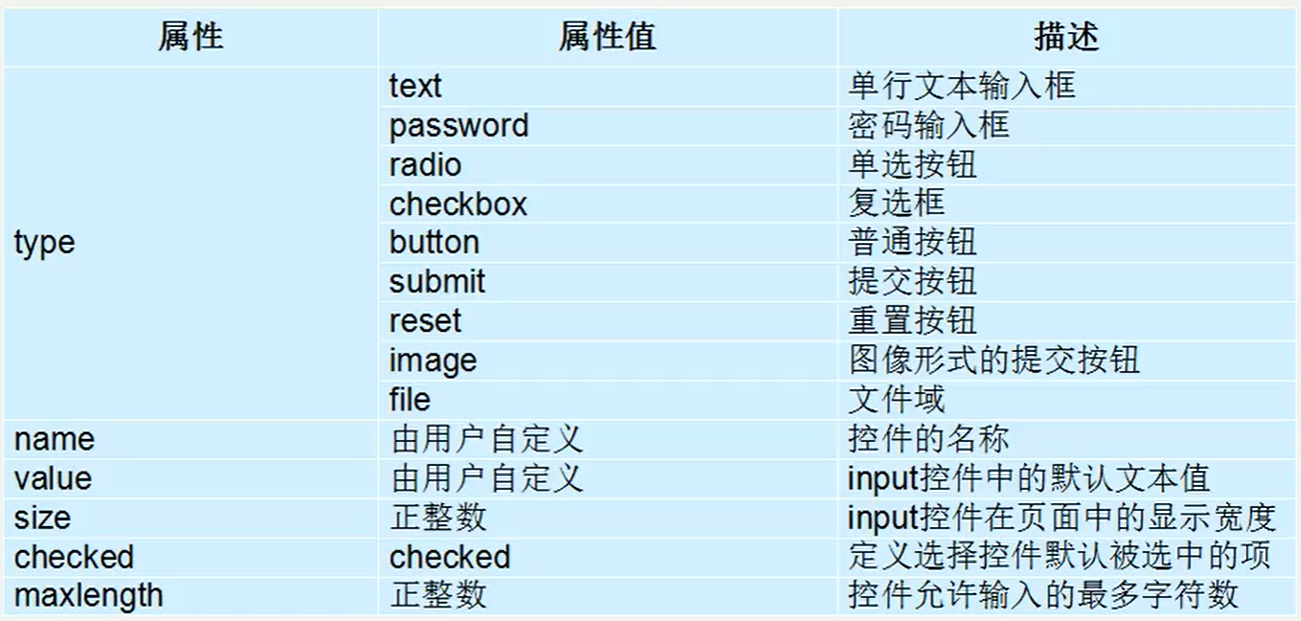 属性 属性值 描述
type text 单行文本输入框
password 密码输入框
radio 单选按钮
checkbox 复选框
button 普通按钮
submit 提交按钮
reset 重置按钮
image 图像形式的提交按钮
file 文件域
name 由用户自定义 控件的名称
value 由用户自定义 input控件中的默认文本值
size 正整数 input控件在页面中的显示宽度
checked checked 定义选择控件默认被选中的项
maxlength 正整数 控件允许输入的最多字符数